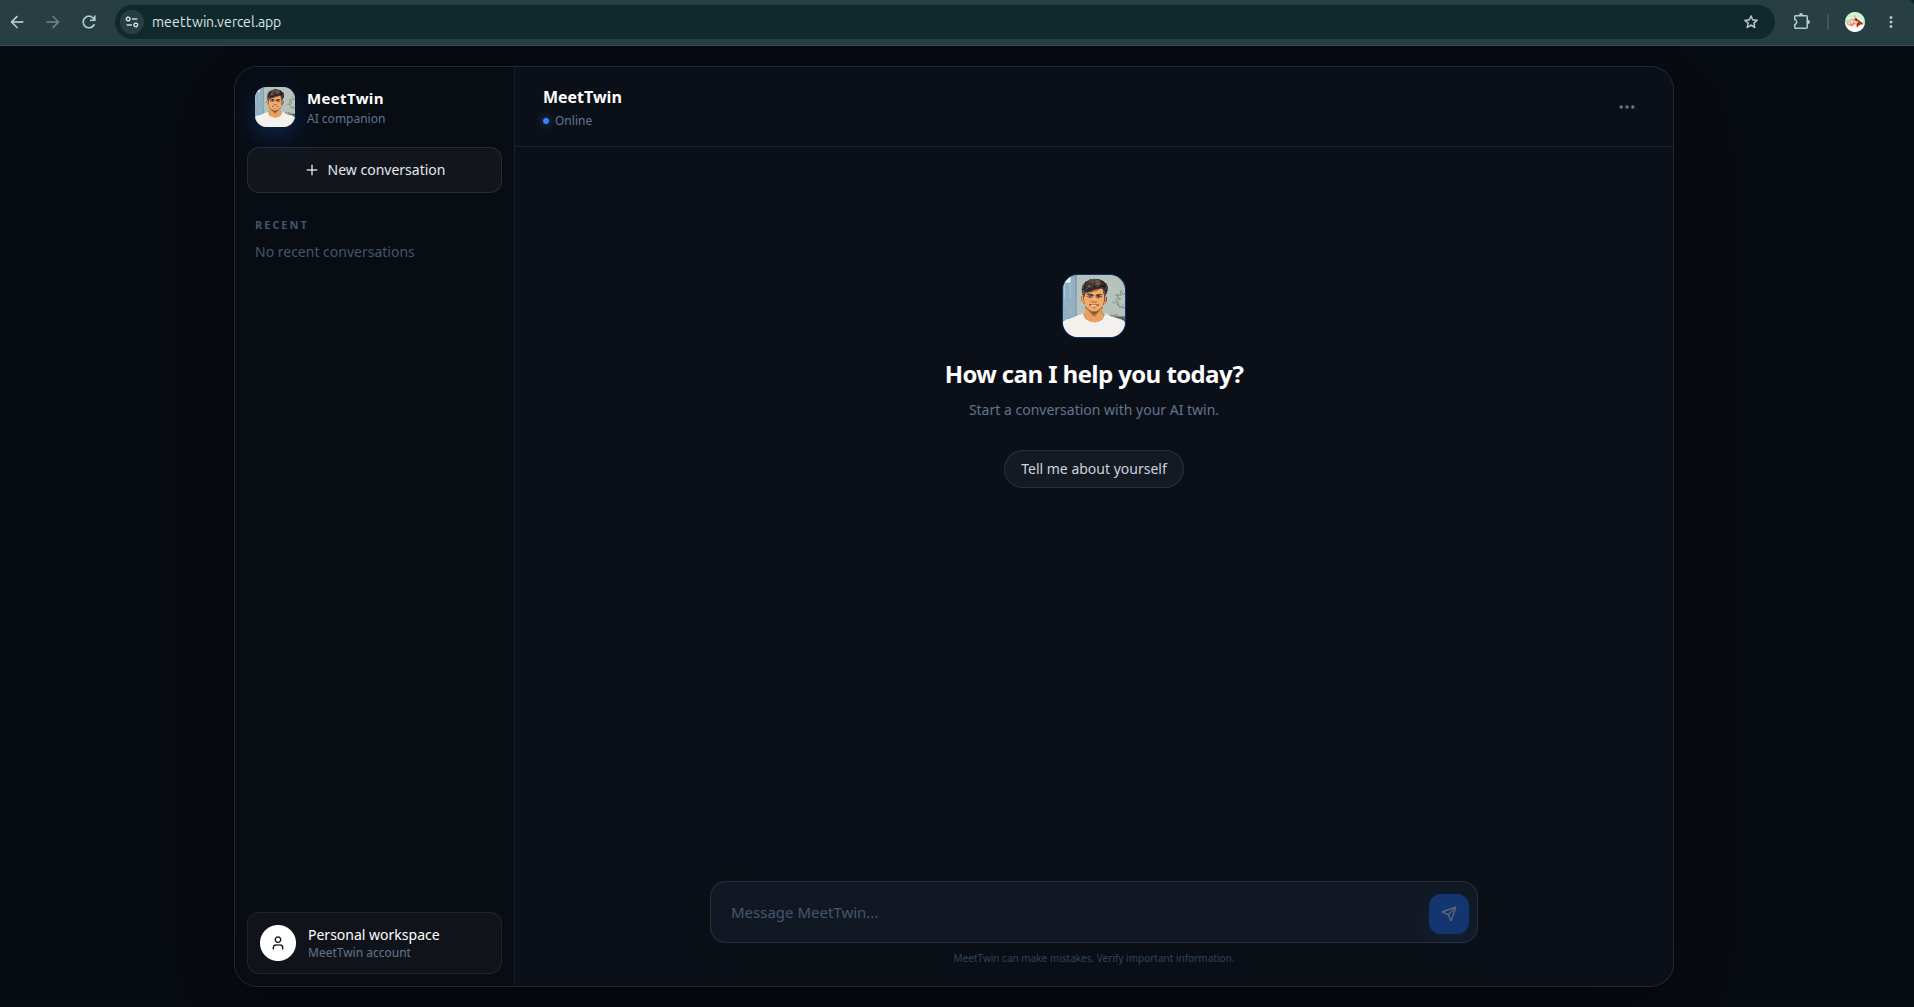 meettwin.vercel.app
MeetTwin
AI companion
New conversation
RECENT
No recent conversations
Personal workspace
MeetTwin account
MeetTwin
Online
How can I help you today?
Start a conversation with your AI twin.
Tell me about yourself
Message MeetTwin...
MeetTwin can make mistakes. Verify important information.